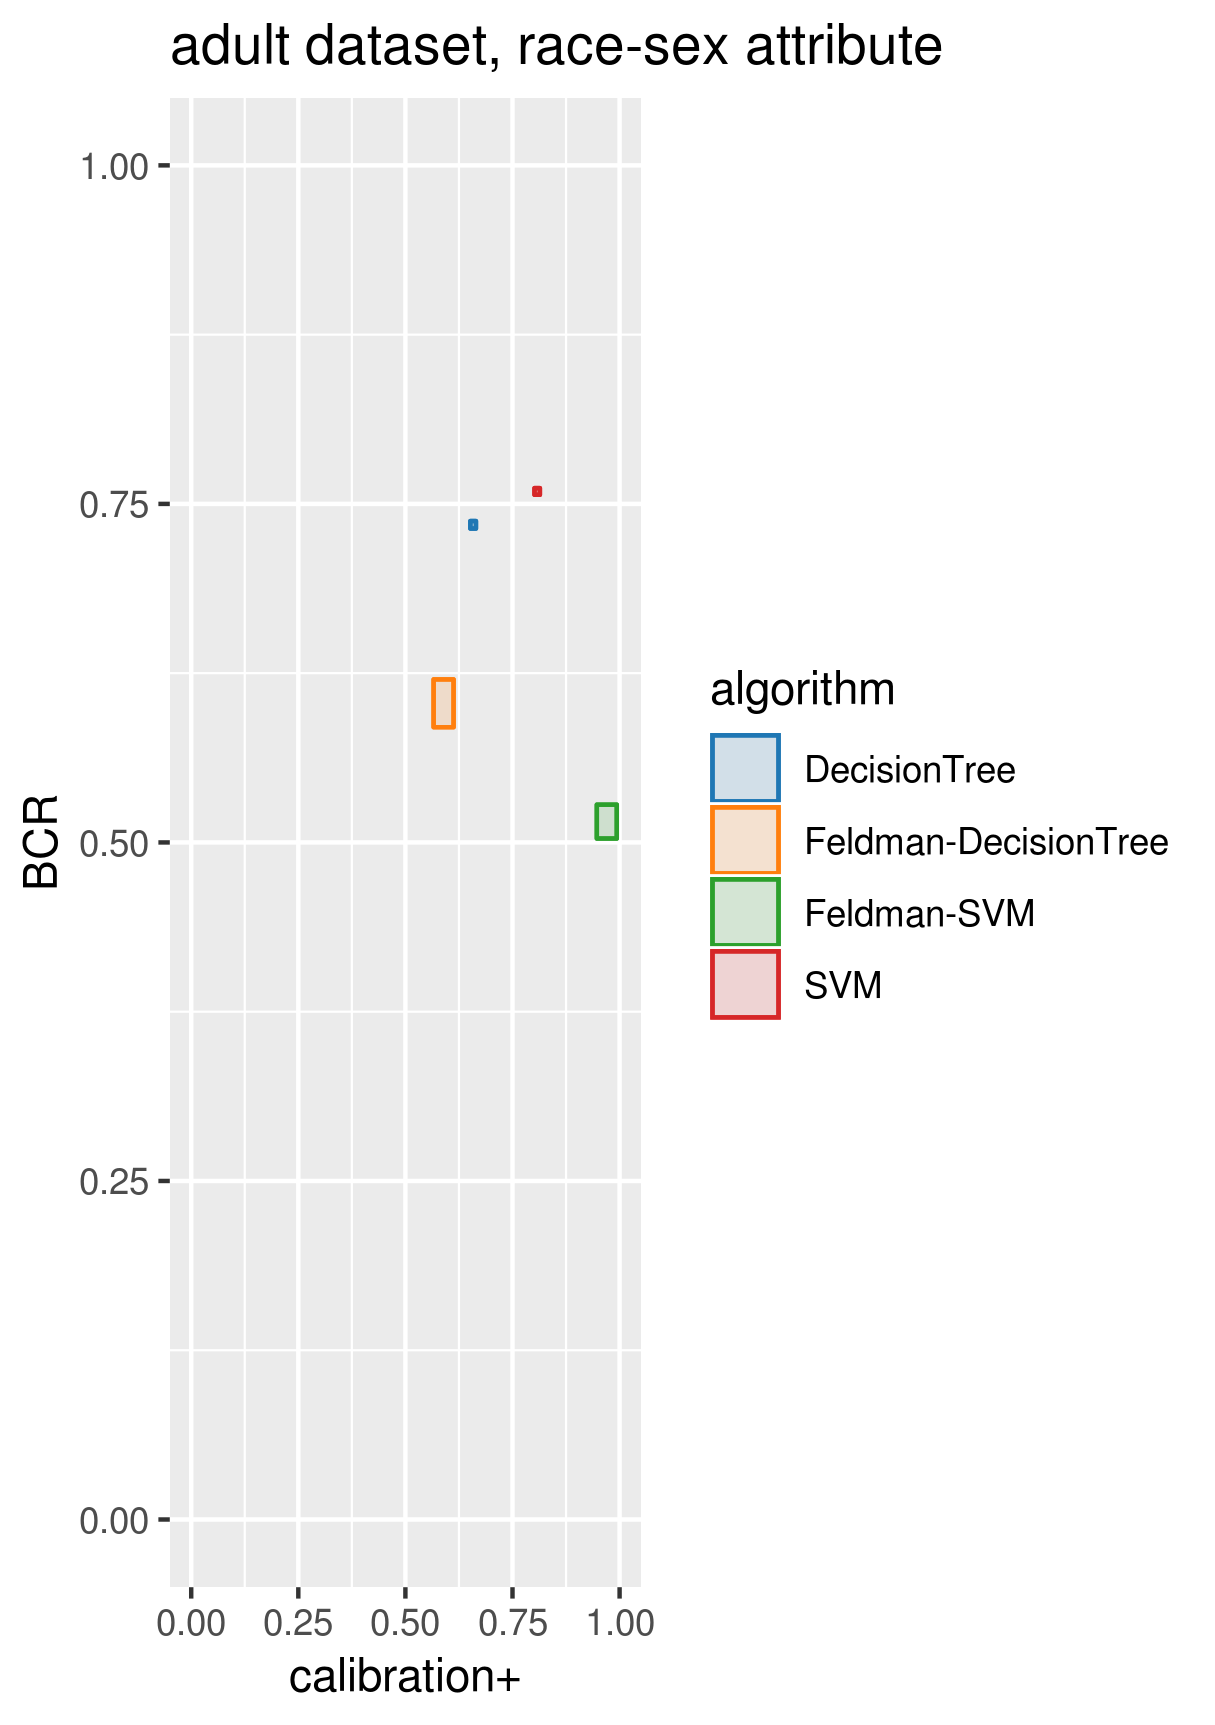 adult dataset, race-sex attribute
1.00
0.75
0.50
0.25
0.00
BCR
0.00 0.25 0.50 0.75 1.00
calibration+
algorithm
DecisionTree
Feldman-DecisionTree
Feldman-SVM
SVM